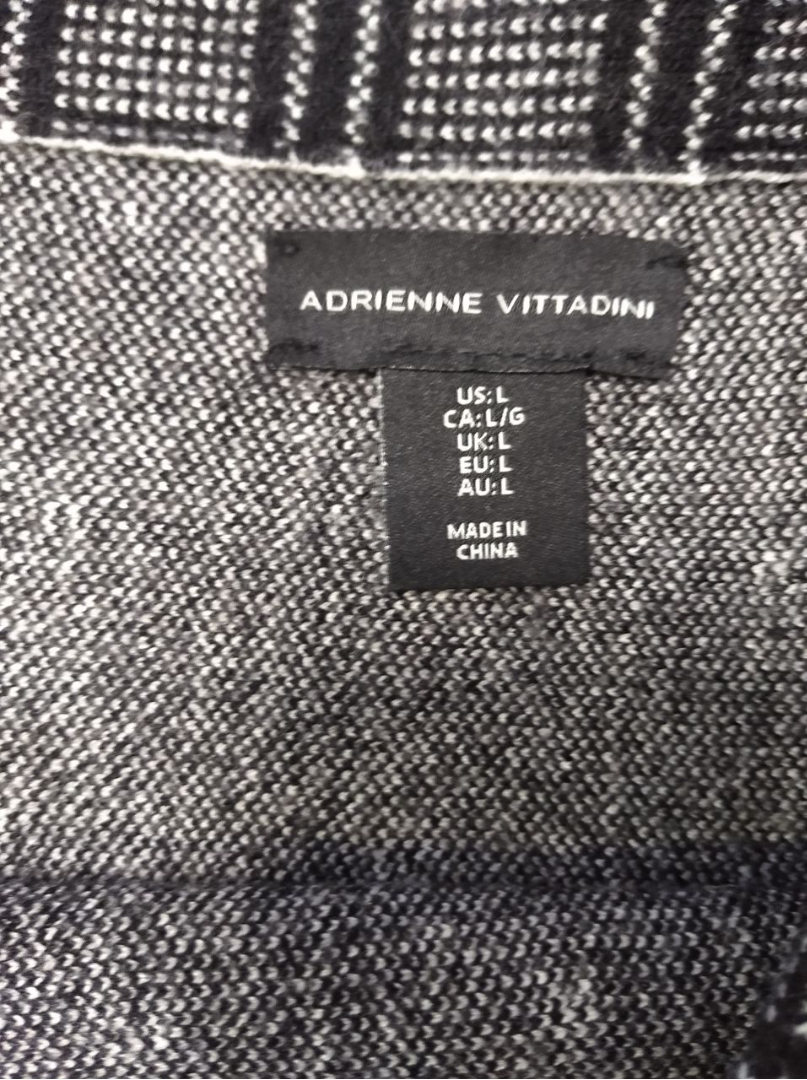 ADRIENNE VITTADINI
US:L
CA:L/G
UK:L
EU:L
AU:L
MADE IN
CHINA